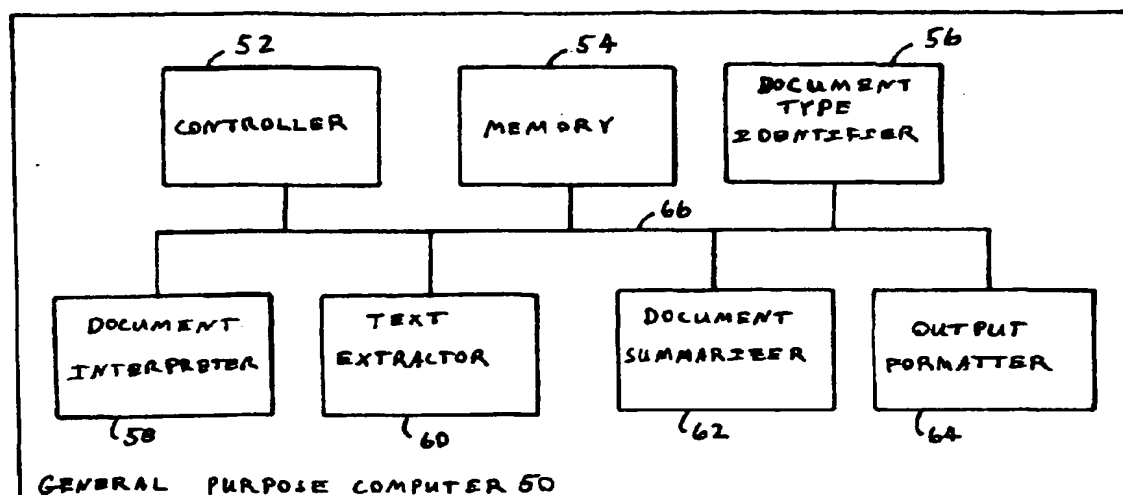 52
54
56
CONTROLLER
MEMORY
DOCUMENT
TYPE
IDENTIFIER
66
DOCUMENT
INTERPRETER
TEXT
EXTRACTOR
DOCUMENT
SUMMARIZER
OUTPUT
FORMATTER
58
60
62
64
GENERAL PURPOSE COMPUTER 50